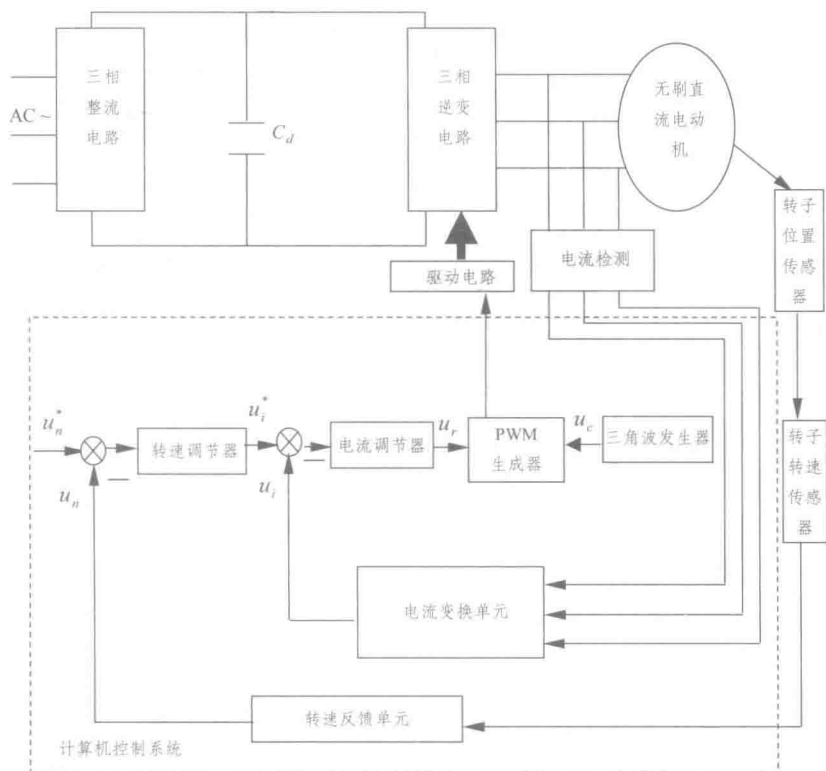 三相
整流
电路
AC ~
C_d
三相
逆变
电路
无刷直
流电动
机
转子
位置
传感
器
电流检测
驱动电路
u_n^*
转速调节器
u_i^*
电流调节器
u_r
PWM
生成器
u_c
三角波发生器
转子
转速
传感
器
u_n
u_i
电流变换单元
转速反馈单元
计算机控制系统